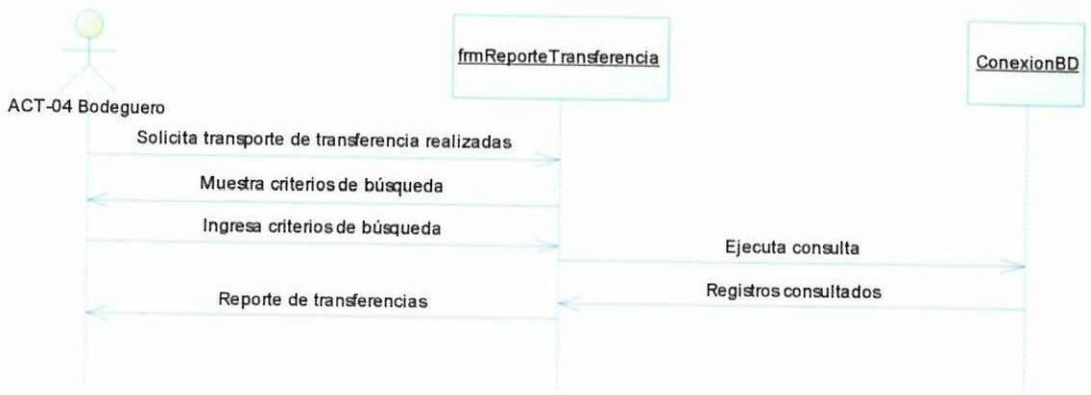 frmReporteTransferencia
ConexionBD
ACT-04 Bodeguero
Solicita transporte de transferencia realizadas
Muestra criterios de búsqueda
Ingresa criterios de búsqueda
Ejecuta consulta
Registros consultados
Reporte de transferencias